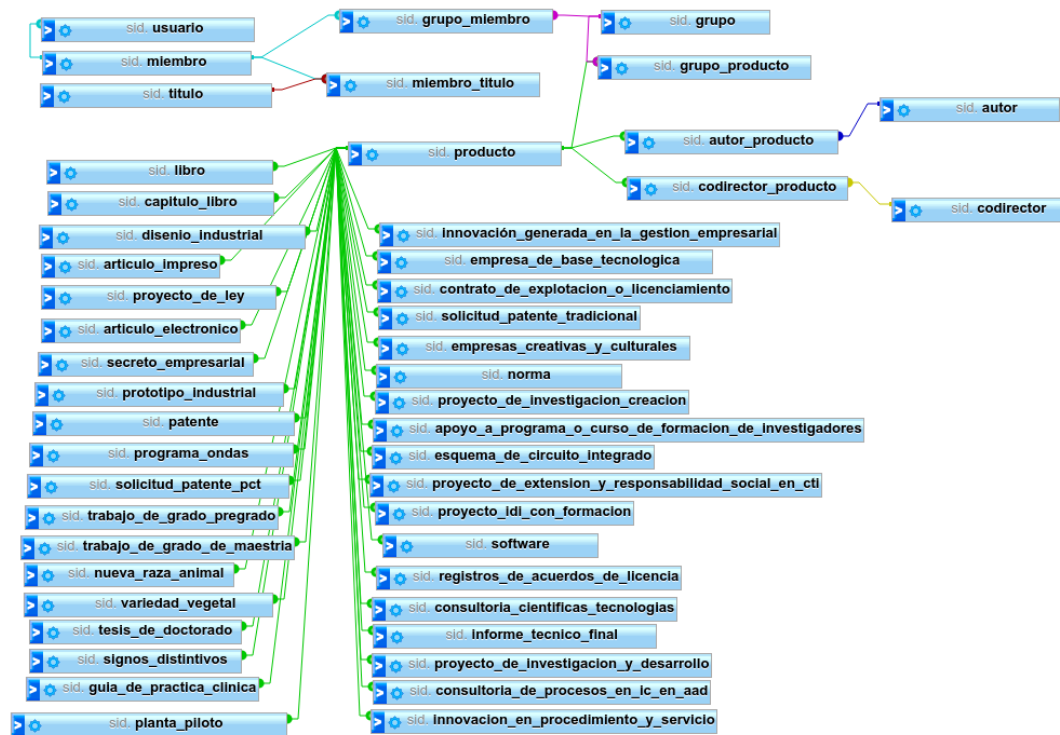 sid. usuario
sid. miembro
sid. titulo
sid. grupo_miembro
sid. miembro_titulo
sid. grupo
sid. grupo_producto
sid. producto
sid. autor_producto
sid. autor
sid. codirector_producto
sid. codirector
sid. libro
sid. capitulo_libro
sid. disenio_industrial
sid. articulo_impreso
sid. proyecto_de_ley
sid. articulo_electronico
sid. secreto_empresarial
sid. prototipo_industrial
sid. patente
sid. programa_ondas
sid. solicitud_patente_pct
sid. trabajo_de_grado_pregrado
sid. trabajo_de_grado_de_maestria
sid. nueva_raza_animal
sid. variedad_vegetal
sid. tesis_de_doctorado
sid. signos_distintivos
sid. guia_de_practica_clinica
sid. planta_piloto
sid. innovación_generada_en_la_gestion_empresarial
sid. empresa_de_base_tecnologica
sid. contrato_de_explotacion_o_licenciamiento
sid. solicitud_patente_tradicional
sid. empresas_creativas_y_culturales
sid. norma
sid. proyecto_de_investigacion_creacion
sid. apoyo_a_programa_o_curso_de_formacion_de_investigadores
sid. esquema_de_circuito_integrado
sid. proyecto_de_extension_y_responsabilidad_social_en_cti
sid. proyecto_idi_con_formacion
sid. software
sid. registros_de_acuerdos_de_licencia
sid. consultoria_cientificas_tecnologias
sid. informe_tecnico_final
sid. proyecto_de_investigacion_y_desarrollo
sid. consultoria_de_procesos_en_ic_en_aad
sid. innovacion_en_procedimiento_y_servicio